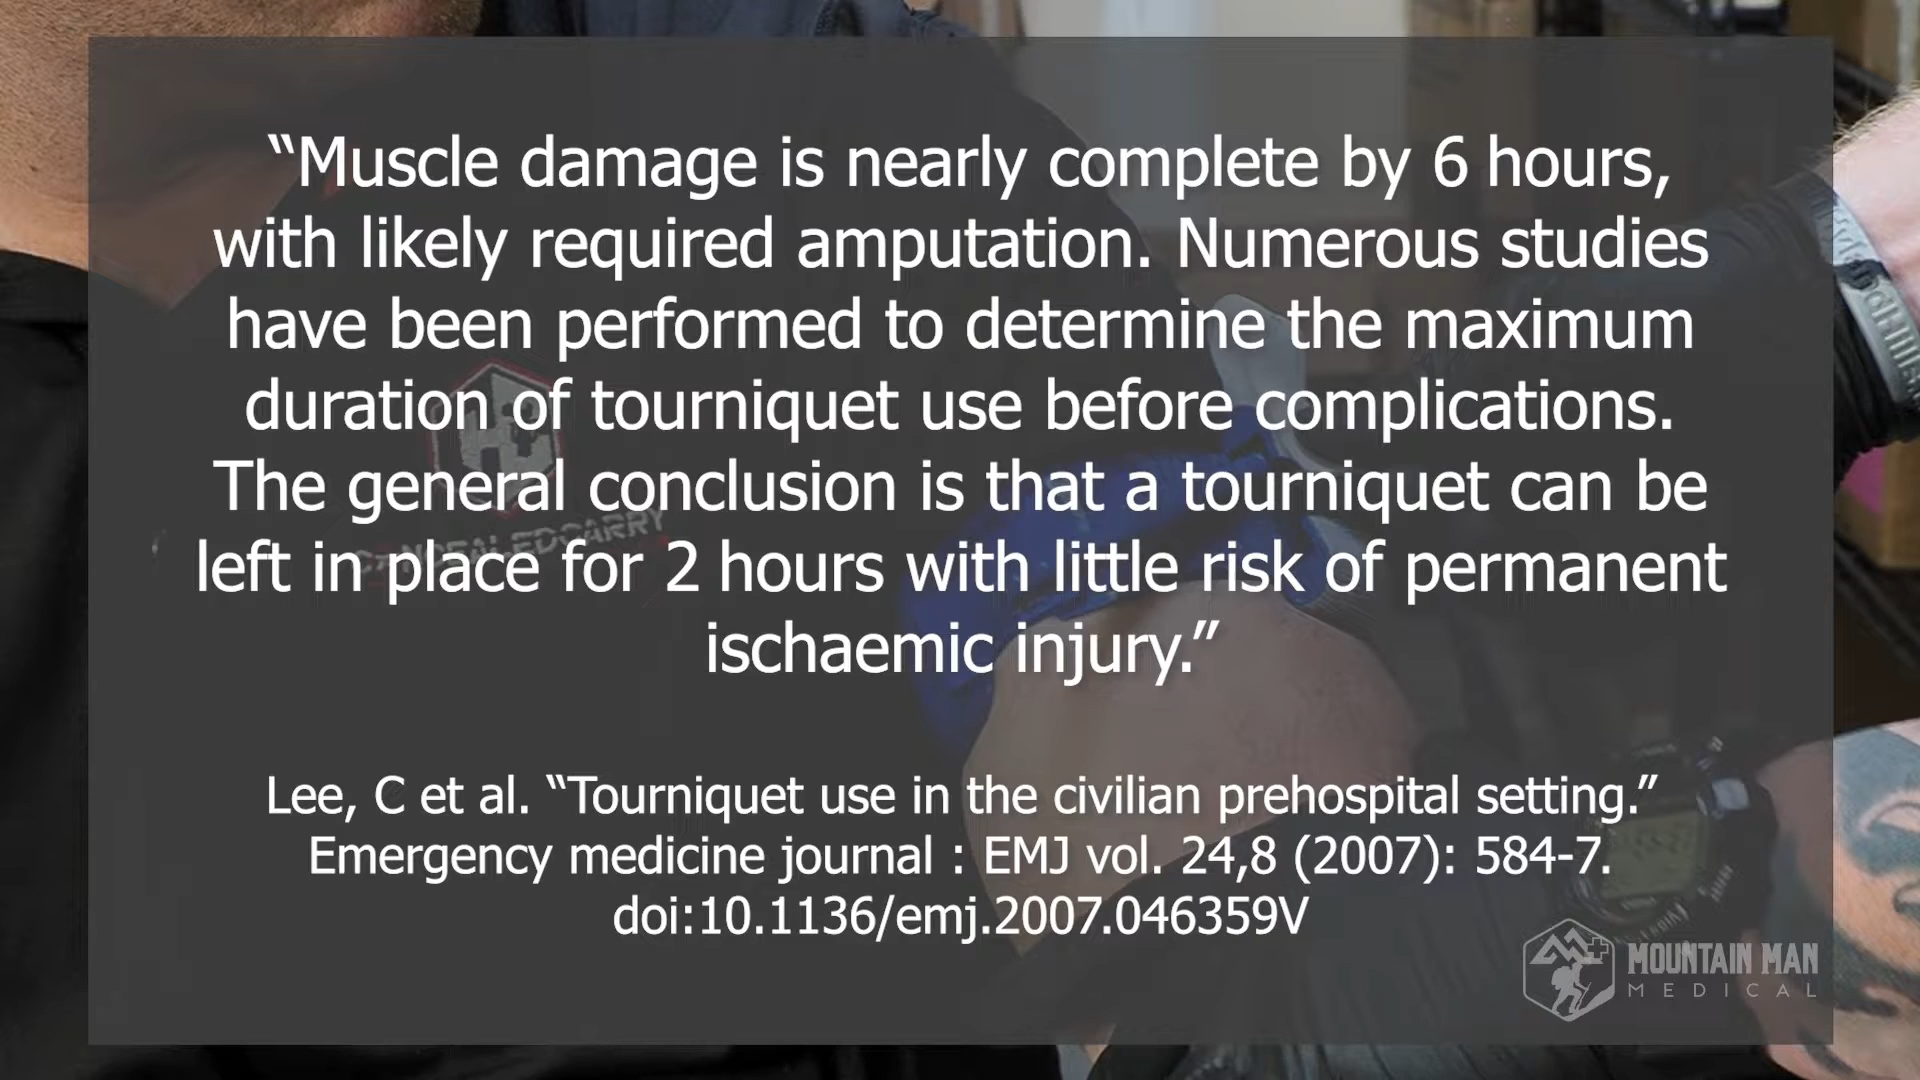 “Muscle damage is nearly complete by 6 hours,
with likely required amputation. Numerous studies
have been performed to determine the maximum
duration of tourniquet use before complications.
The general conclusion is that a tourniquet can be
left in place for 2 hours with little risk of permanent
ischaemic injury.”
Lee, C et al. “Tourniquet use in the civilian prehospital setting.”
Emergency medicine journal : EMJ vol. 24,8 (2007): 584-7.
doi:10.1136/emj.2007.046359V
MOUNTAIN MAN
MEDICAL
CONCEALEDCARRY